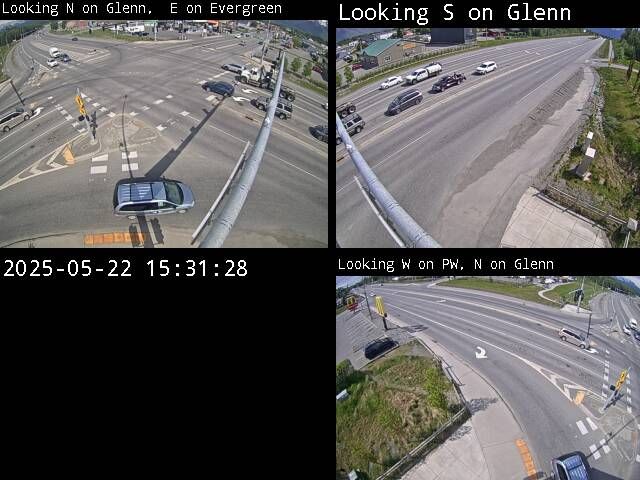 Looking N on Glenn, E on Evergreen
Looking S on Glenn
2025-05-22 15:31:28
Looking W on PW, N on Glenn